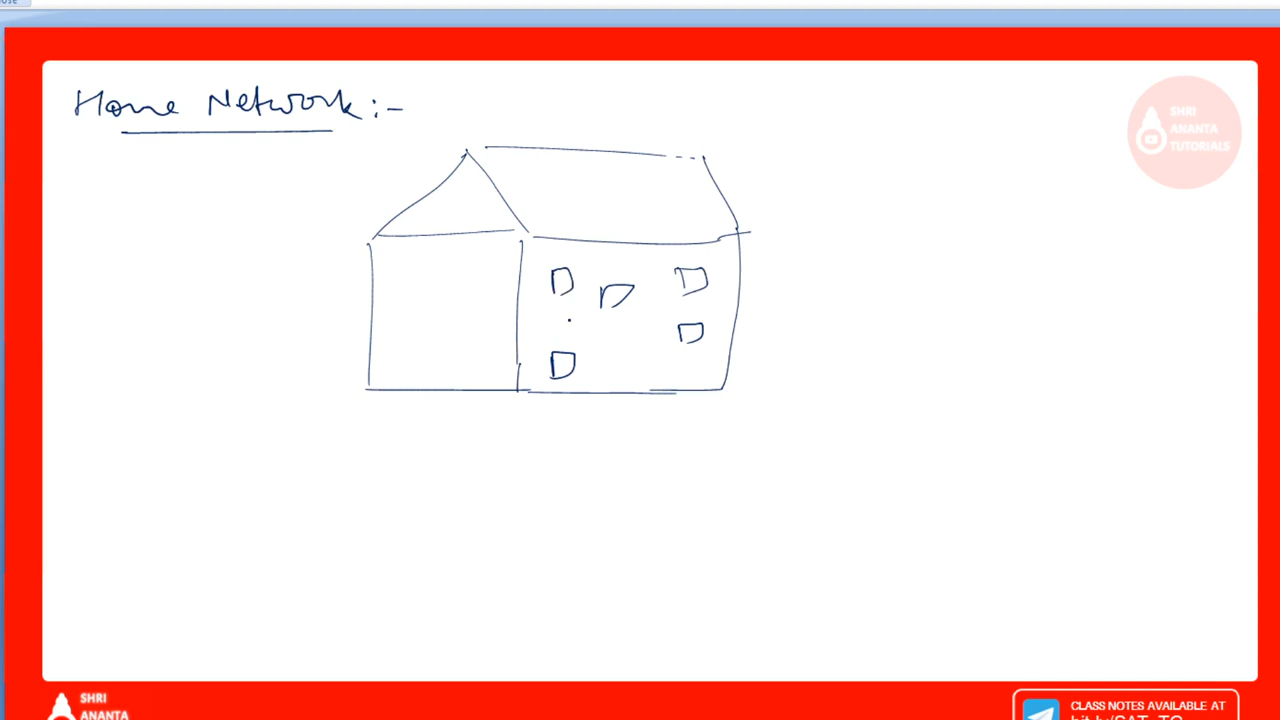 Home Network :-
SHRI
ANANTA
TUTORIALS
D
D
D
D
D
SHRI
ANANTA
CLASS NOTES AVAILABLE AT